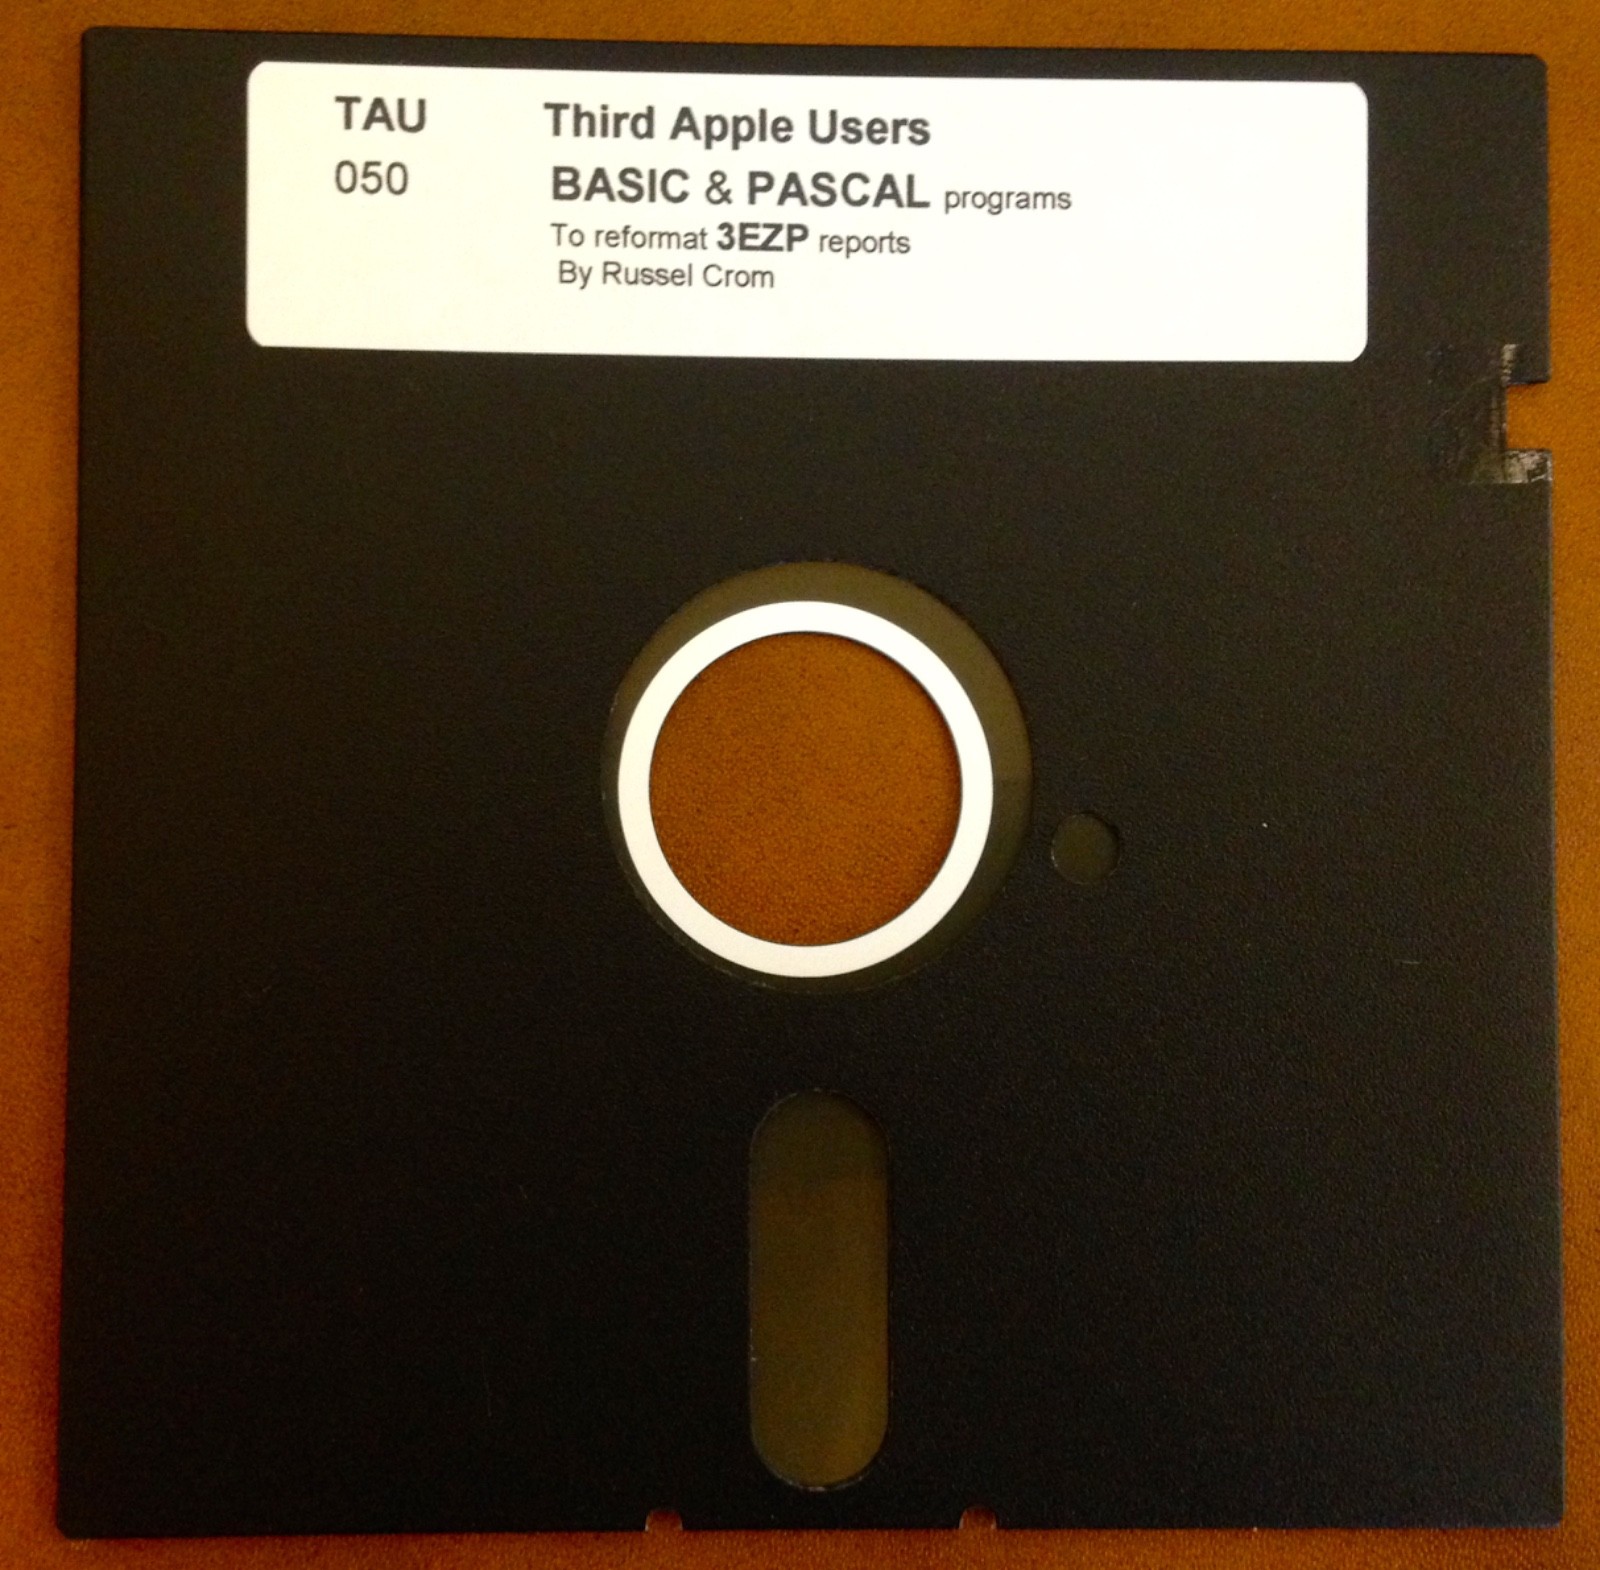 TAU Third Apple Users
050 BASIC & PASCAL programs
To reformat 3EZP reports
By Russel Crom